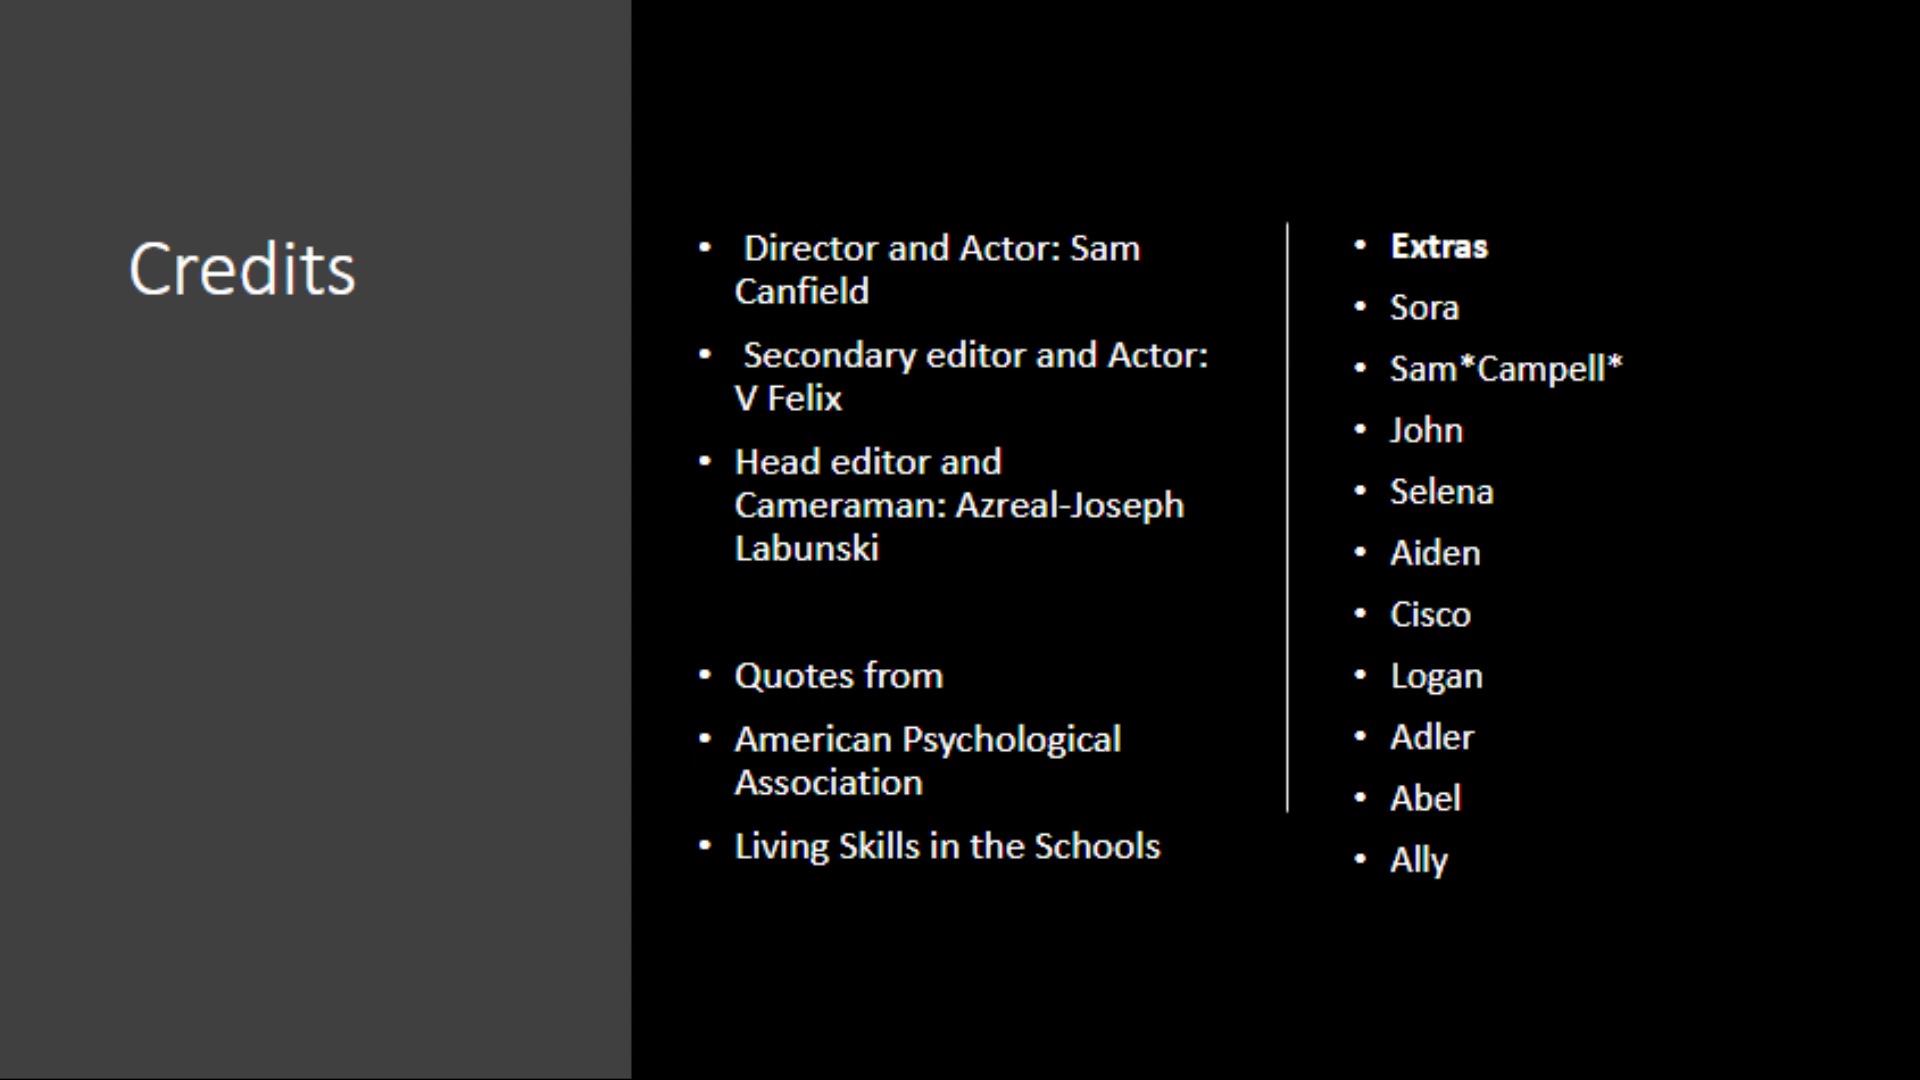 Credits
• Director and Actor: Sam
Canfield
• Secondary editor and Actor:
V Felix
• Head editor and
Cameraman: Azreal-Joseph
Labunski
• Quotes from
• American Psychological
Association
• Living Skills in the Schools
• Extras
• Sora
• Sam*Campell*
• John
• Selena
• Aiden
• Cisco
• Logan
• Adler
• Abel
• Ally